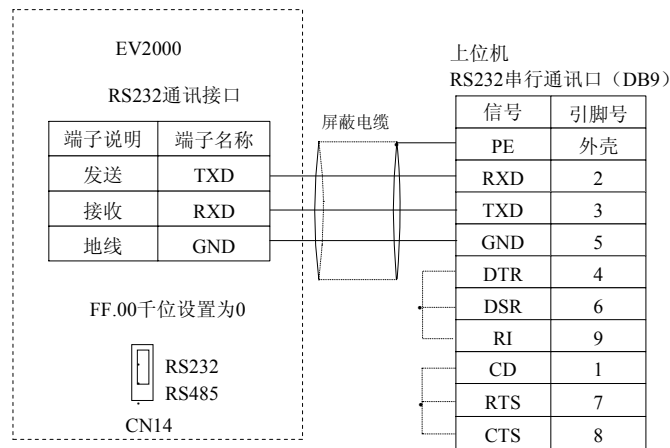 EV2000
RS232通讯接口
端子说明 端子名称
发送 TXD
接收 RXD
地线 GND
FF.00千位设置为0
RS232
RS485
CN14
屏蔽电缆
上位机
RS232串行通讯口（DB9）
信号 引脚号
PE 外壳
RXD 2
TXD 3
GND 5
DTR 4
DSR 6
RI 9
CD 1
RTS 7
CTS 8